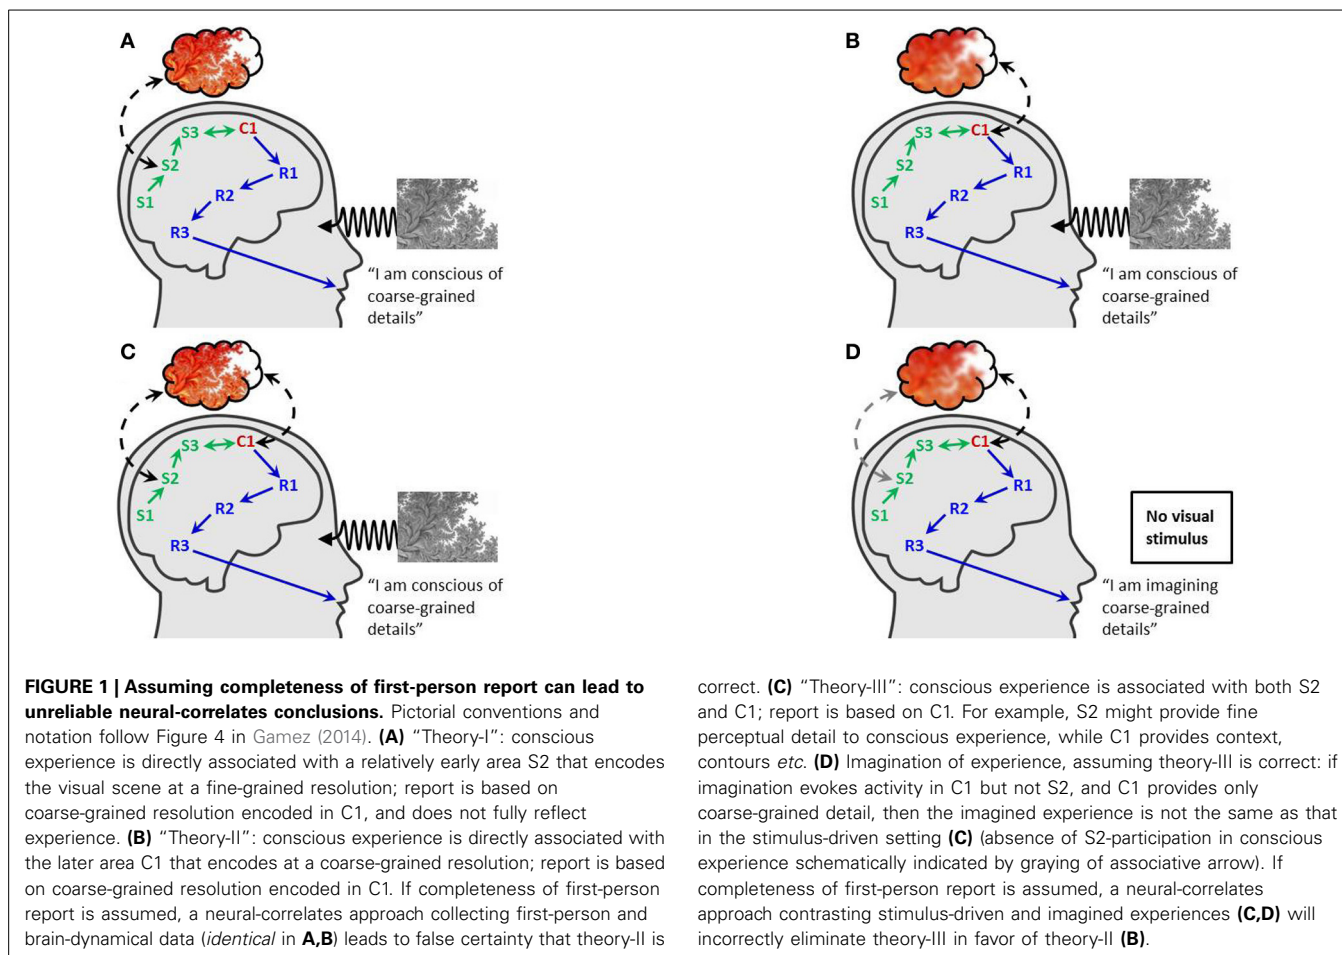 A
S3
C1
S2
R1
R2
S1
R3
"I am conscious of
coarse-grained
details"
B
S3
C1
S2
R1
R2
S1
R3
"I am conscious of
coarse-grained
details"
C
S3
C1
S2
R1
R2
S1
R3
"I am conscious of
coarse-grained
details"
D
S3
C1
S2
R1
R2
S1
R3
No visual
stimulus
"I am imagining
coarse-grained
details"
FIGURE 1 | Assuming completeness of first-person report can lead to
unreliable neural-correlates conclusions. Pictorial conventions and
notation follow Figure 4 in Gamez (2014). (A) "Theory-I": conscious
experience is directly associated with a relatively early area S2 that encodes
the visual scene at a fine-grained resolution; report is based on
coarse-grained resolution encoded in C1, and does not fully reflect
experience. (B) "Theory-II": conscious experience is directly associated with
the later area C1 that encodes at a coarse-grained resolution; report is based
on coarse-grained resolution encoded in C1. If completeness of first-person
report is assumed, a neural-correlates approach collecting first-person and
brain-dynamical data (identical in A,B) leads to false certainty that theory-II is
correct. (C) "Theory-III": conscious experience is associated with both S2
and C1; report is based on C1. For example, S2 might provide fine
perceptual detail to conscious experience, while C1 provides context,
contours etc. (D) Imagination of experience, assuming theory-III is correct: if
imagination evokes activity in C1 but not S2, and C1 provides only
coarse-grained detail, then the imagined experience is not the same as that
in the stimulus-driven setting (C) (absence of S2-participation in conscious
experience schematically indicated by graying of associative arrow). If
completeness of first-person report is assumed, a neural-correlates
approach contrasting stimulus-driven and imagined experiences (C,D) will
incorrectly eliminate theory-III in favor of theory-II (B).